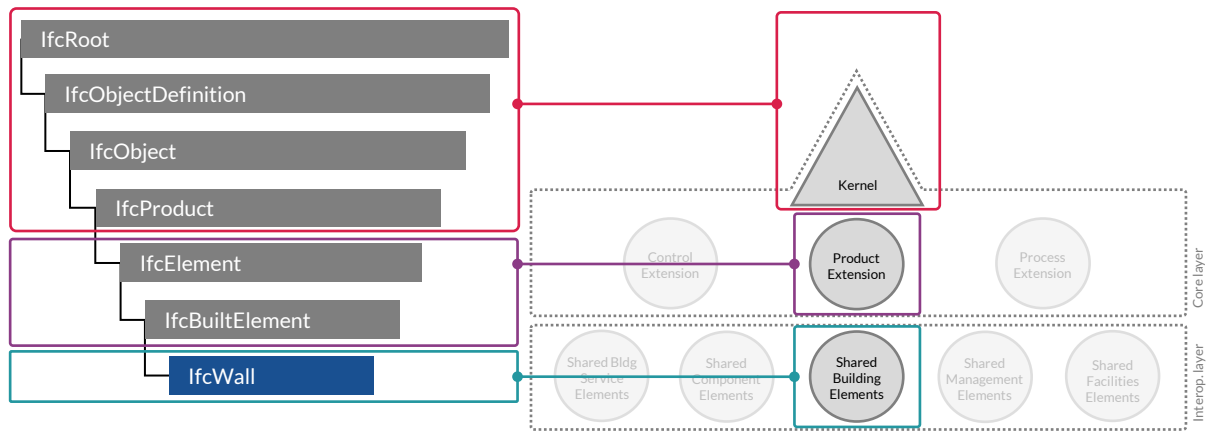 IfcRoot
IfcObjectDefinition
IfcObject
IfcProduct
IfcElement
IfcBuiltElement
IfcWall
Kernel
Control
Extension
Product
Extension
Process
Extension
Core layer
Shared Bldg
Service
Elements
Shared
Component
Elements
Shared
Building
Elements
Shared
Management
Elements
Shared
Facilities
Elements
Interop. layer